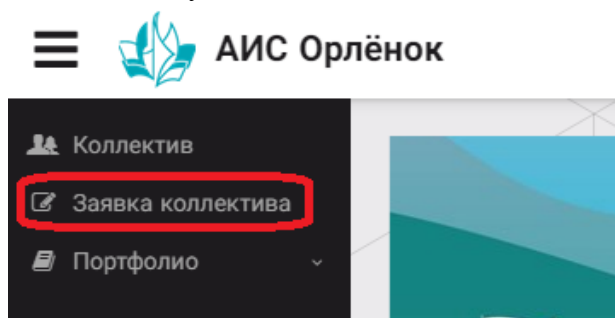 АИС Орлёнок
Коллектив
Заявка коллектива
Портфолио